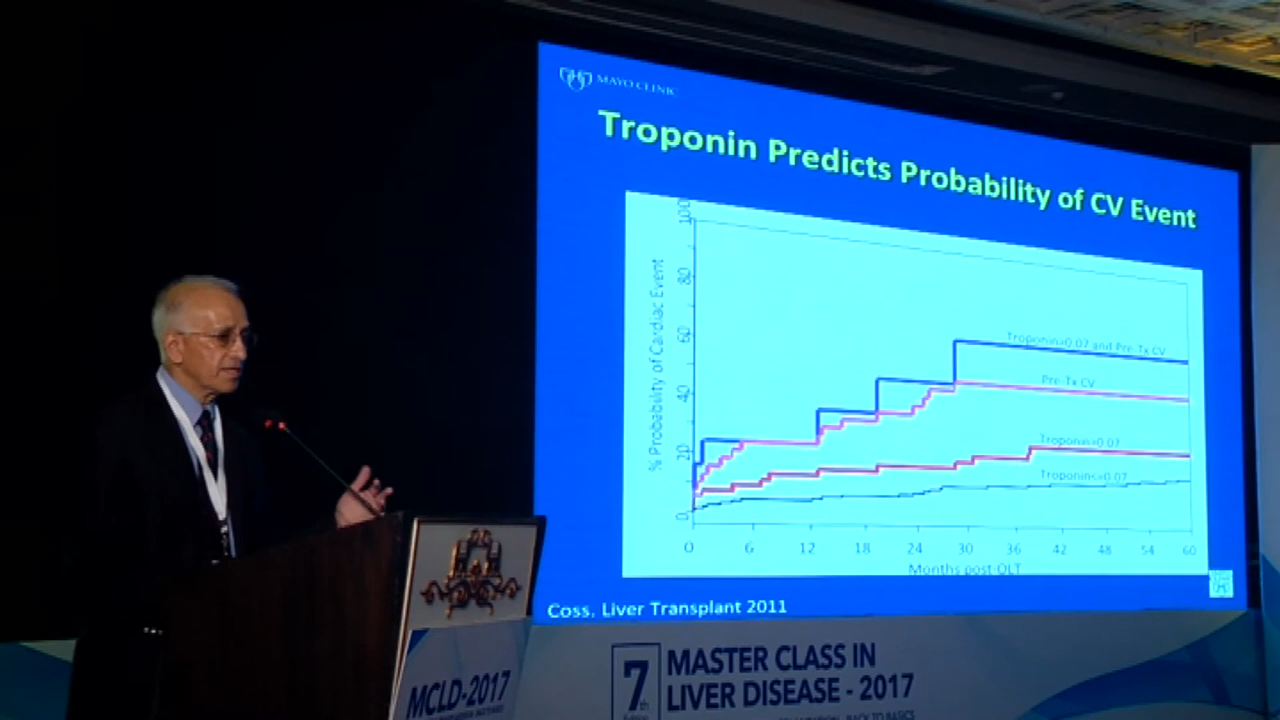 MAYO CLINIC
Troponin Predicts Probability of CV Event
% Probability of Cardiac Event
100
80
60
40
20
0
Troponin>0.07 and Pre-Tx CV
Pre-Tx CV
Troponin>0.07
Troponin<=0.07
0 6 12 18 24 30 36 42 48 54 60
Months post-OLT
Coss. Liver Transplant 2011
MCLD-2017
7th
MASTER CLASS IN
LIVER DISEASE - 2017
BACK TO BASICS